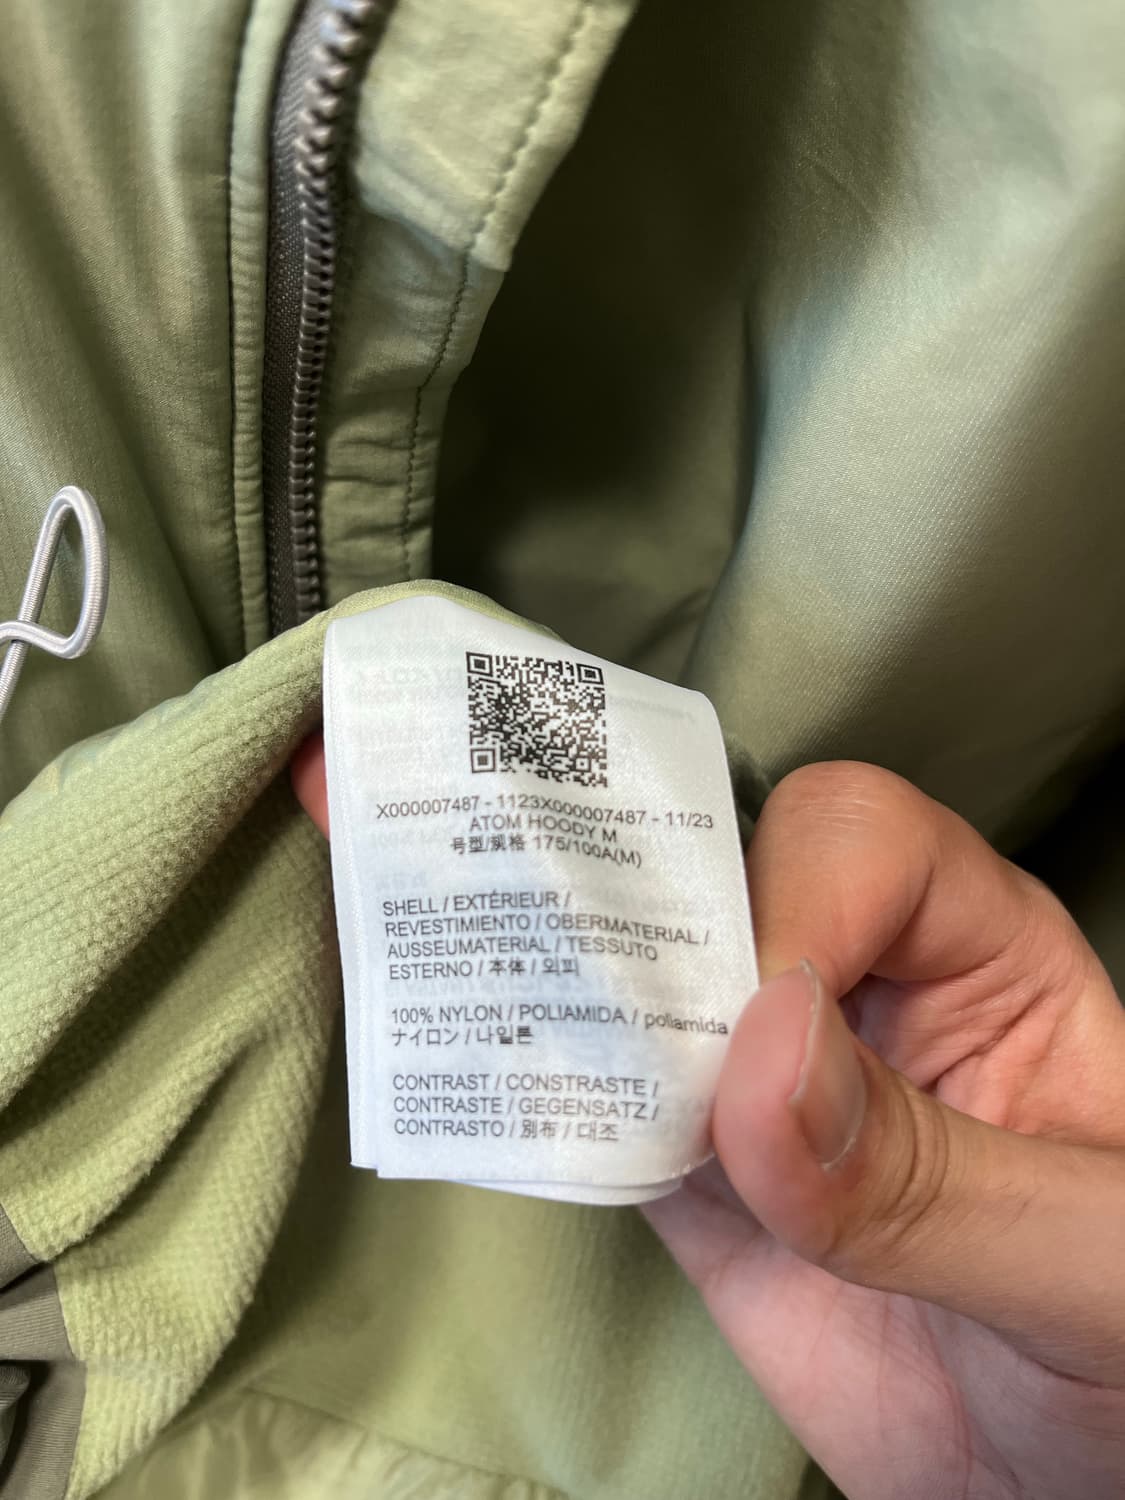 X000007487 - 1123X000007487 - 11/23
ATOM HOODY M
号型/规格 175/100A(M)
SHELL / EXTÉRIEUR /
REVESTIMIENTO / OBERMATERIAL /
AUSSEUMATERIAL / TESSUTO
ESTERNO / 本体 / 외피
100% NYLON / POLIAMIDA / poliamida
ナイロン / 나일론
CONTRAST / CONSTRASTE /
CONTRASTE / GEGENSATZ /
CONTRASTO / 別布 / 대조